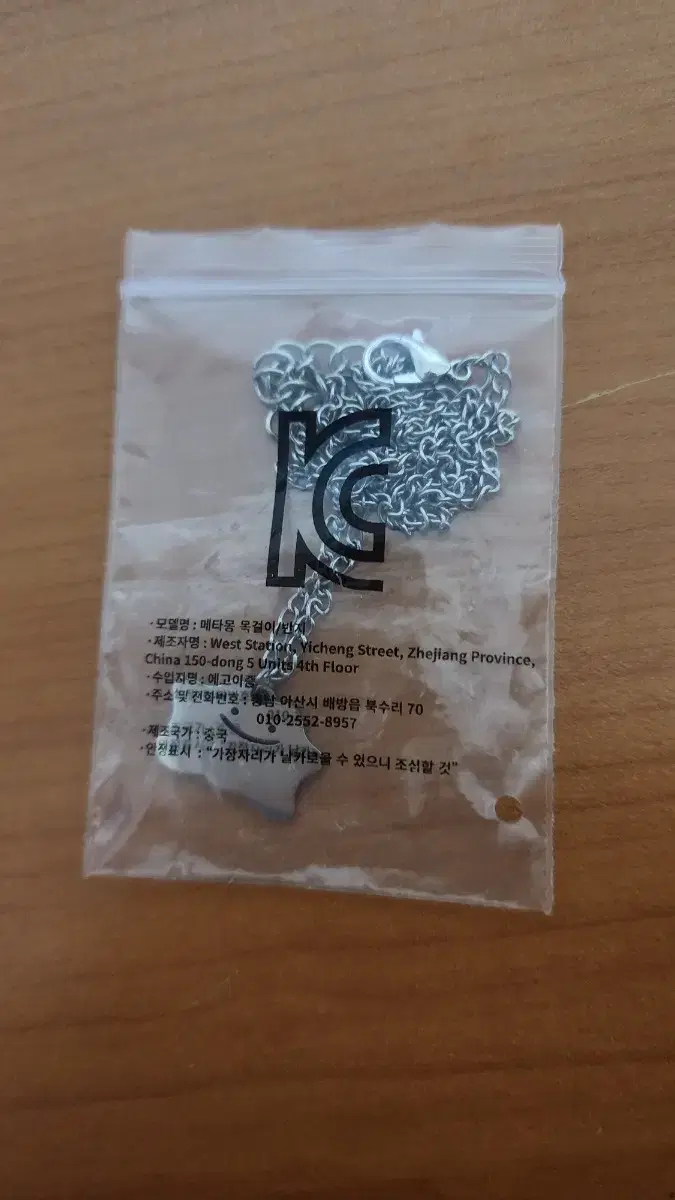 KC
·모델명 : 메타몽 목걸이/반지
·제조자명 : West Station, Yicheng Street, Zhejiang Province,
China 150-dong 5 Units 4th Floor
·수입자명 : 에고이즘
·주소 및 전화번호 : 충남 아산시 배방읍 북수리 70
010-2552-8957
·제조국가 : 중국
·안정표시 : “가장자리가 날카로울 수 있으니 조심할 것”